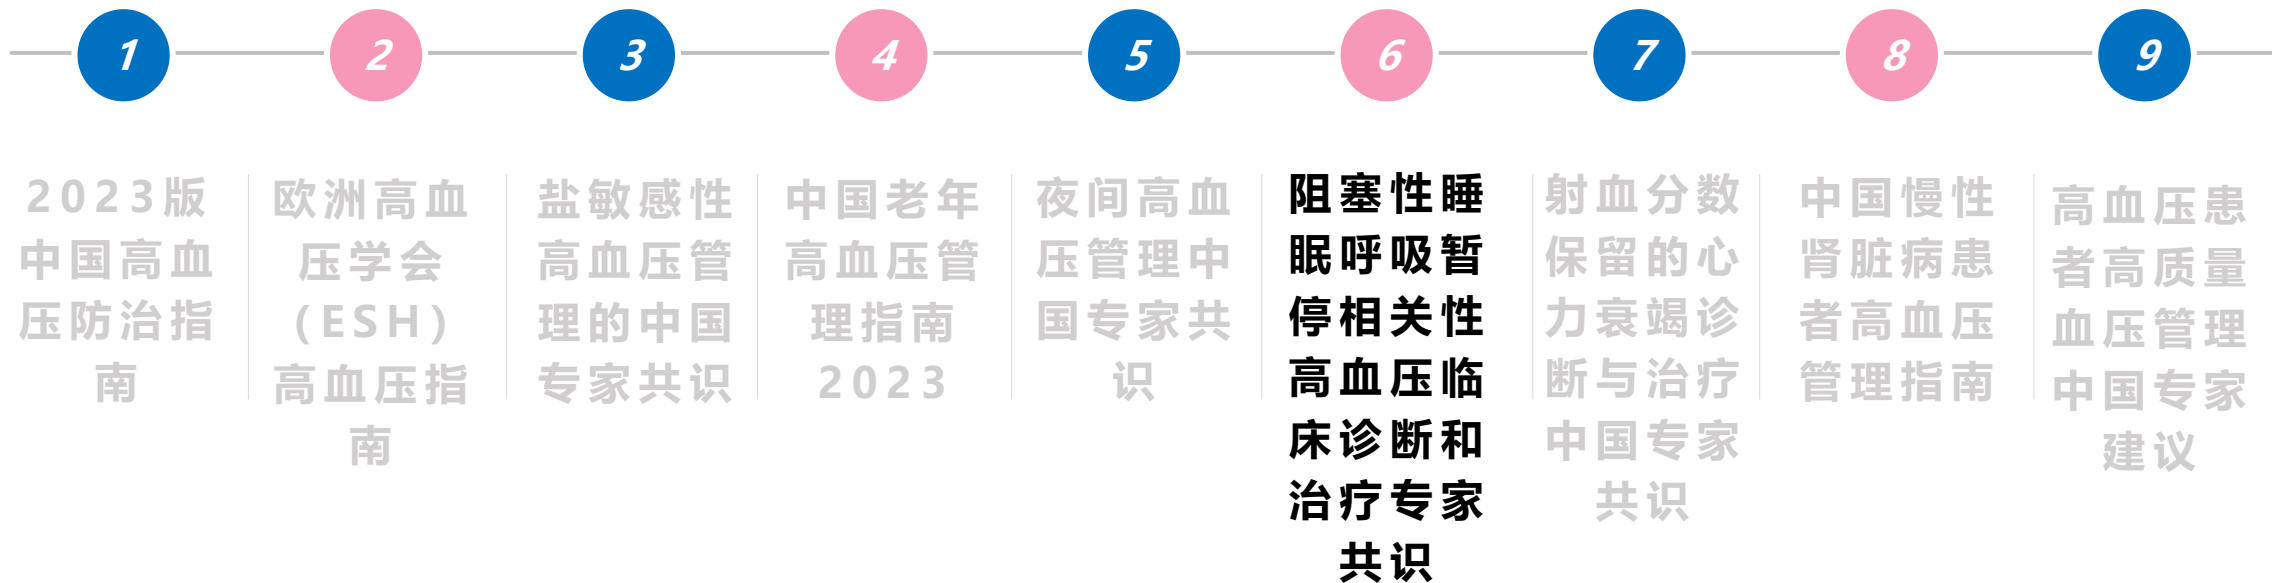 1
2
3
4
5
6
7
8
9
2023版
中国高血
压防治指
南
欧洲高血
压学会
(ESH)
高血压指
南
盐敏感性
高血压管
理的中国
专家共识
中国老年
高血压管
理指南
2023
夜间高血
压管理中
国专家共
识
阻塞性睡
眠呼吸暂
停相关性
高血压临
床诊断和
治疗专家
共识
射血分数
保留的心
力衰竭诊
断与治疗
中国专家
共识
中国慢性
肾脏病患
者高血压
管理指南
高血压患
者高质量
血压管理
中国专家
建议